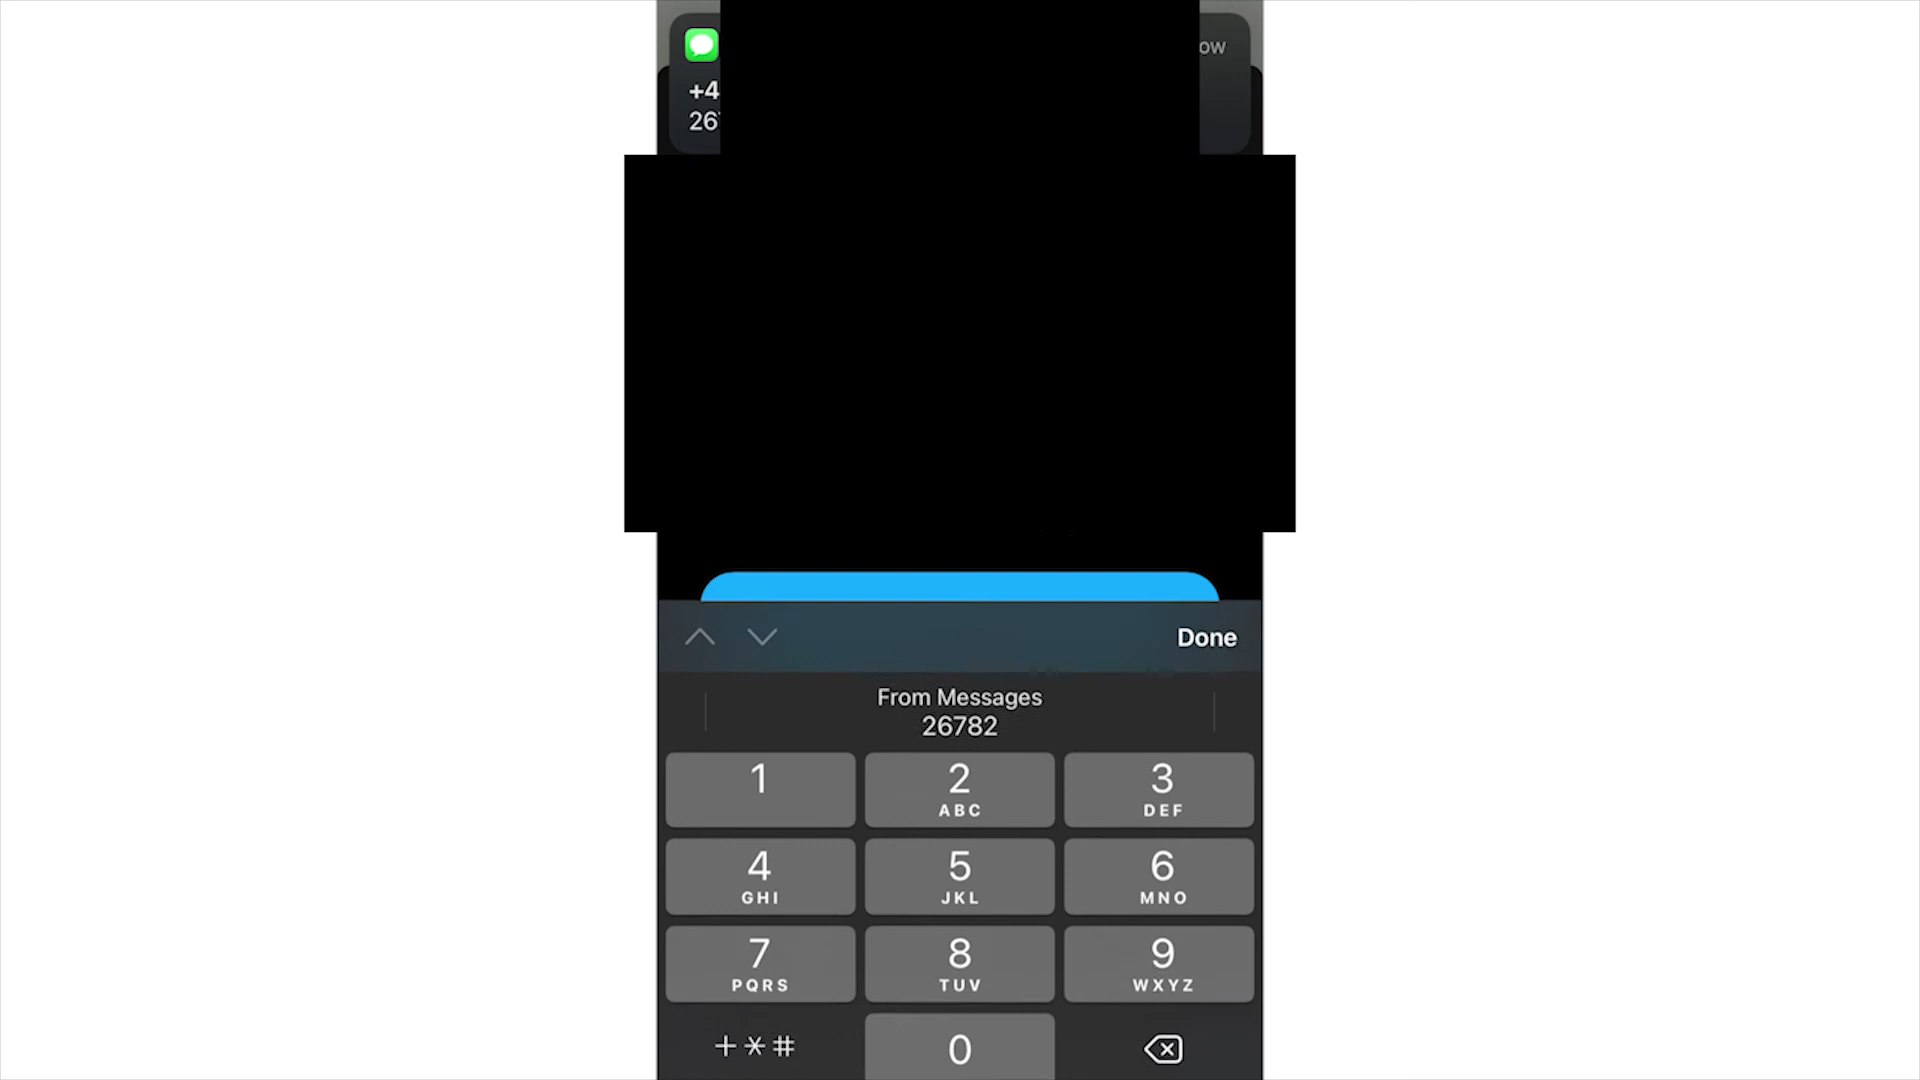 +4
26
Done
From Messages
26782
1
2
ABC
3
DEF
4
GHI
5
JKL
6
MNO
7
PQRS
8
TUV
9
WXYZ
+*#
0